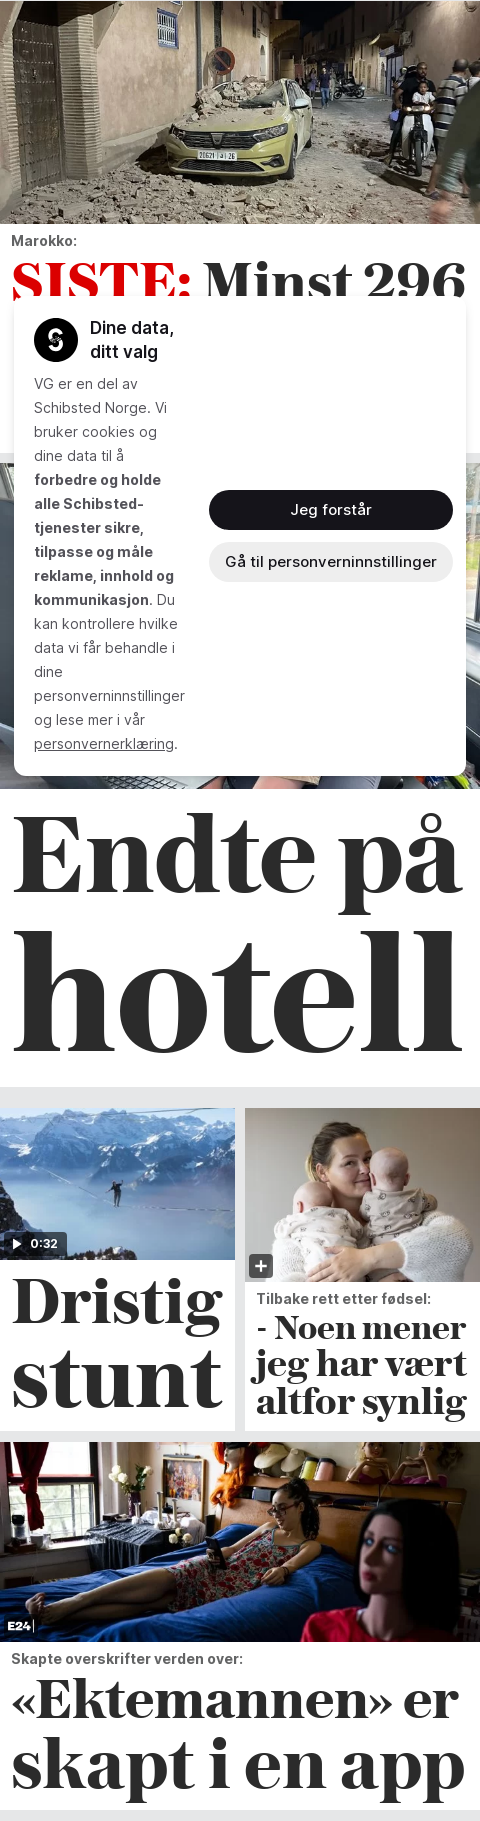 Marokko:
SISTE: Minst 296
Dine data,
ditt valg
VG er en del av
Schibsted Norge. Vi
bruker cookies og
dine data til å
forbedre og holde
alle Schibsted-
tjenester sikre,
tilpasse og måle
reklame, innhold og
kommunikasjon. Du
kan kontrollere hvilke
data vi får behandle i
dine
personverninnstillinger
og lese mer i vår
personvernerklæring.
Jeg forstår
Gå til personverninnstillinger
Endte på
hotell
0:32
Dristig
stunt
Tilbake rett etter fødsel:
- Noen mener
jeg har vært
altfor synlig
E24
Skapte overskrifter verden over:
«Ektemannen» er
skapt i en app